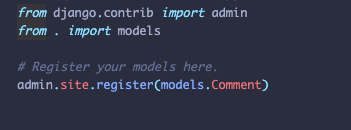 from django.contrib import admin
from . import models
# Register your models here.
admin.site.register(models.Comment)